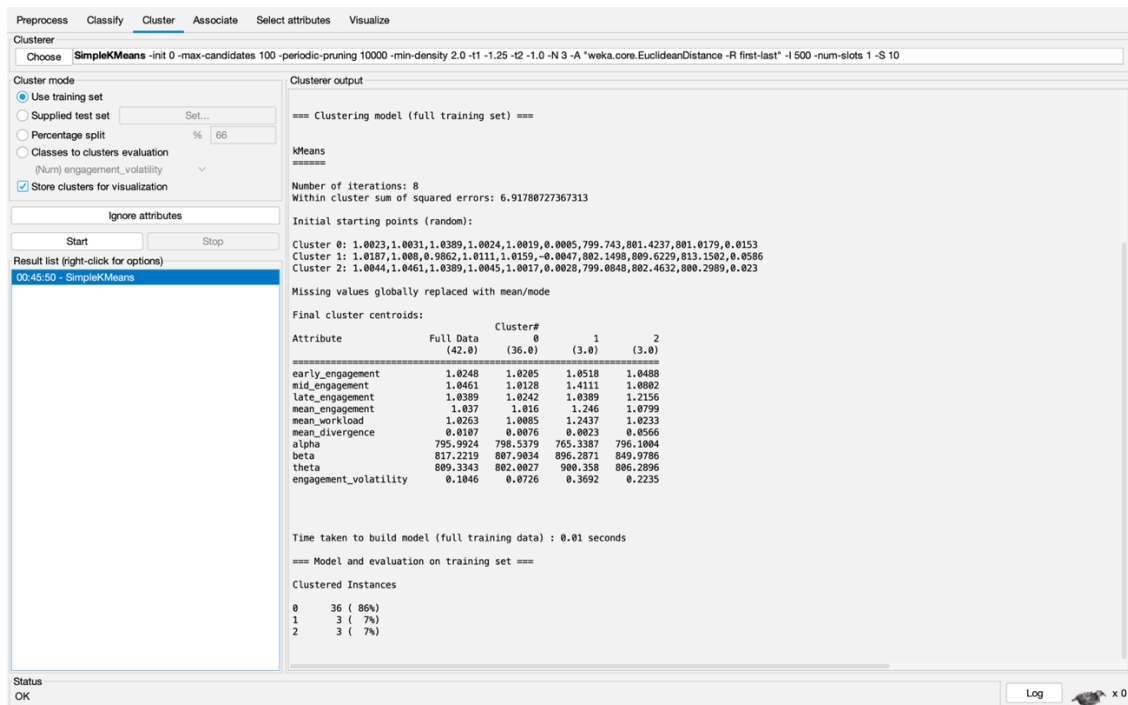 Preprocess Classify Cluster Associate Select attributes Visualize
Clusterer
Choose SimpleKMeans -init 0 -max-candidates 100 -periodic-pruning 10000 -min-density 2.0 -t1 -1.25 -t2 -1.0 -N 3 -A "weka.core.EuclideanDistance -R first-last" -I 500 -num-slots 1 -S 10
Cluster mode
Use training set
Supplied test set Set...
Percentage split % 66
Classes to clusters evaluation
(Num) engagement_volatility
Store clusters for visualization
Ignore attributes
Start Stop
Result list (right-click for options)
00:45:50 - SimpleKMeans
Clusterer output
=== Clustering model (full training set) ===
kMeans
======
Number of iterations: 8
Within cluster sum of squared errors: 6.91780727367313
Initial starting points (random):
Cluster 0: 1.0023,1.0031,1.0389,1.0024,1.0019,0.0005,799.743,801.4237,801.0179,0.0153
Cluster 1: 1.0187,1.008,0.9862,1.0111,1.0159,-0.0047,802.1498,809.6229,813.1502,0.0586
Cluster 2: 1.0044,1.0461,1.0389,1.0045,1.0017,0.0028,799.0848,802.4632,800.2989,0.023
Missing values globally replaced with mean/mode
Final cluster centroids:
Cluster#
Attribute Full Data 0 1 2
(42.0) (36.0) (3.0) (3.0)
early_engagement 1.0248 1.0205 1.0518 1.0488
mid_engagement 1.0461 1.0128 1.4111 1.0802
late_engagement 1.0389 1.0242 1.0389 1.2156
mean_engagement 1.037 1.016 1.246 1.0799
mean_workload 1.0263 1.0085 1.2437 1.0233
mean_divergence 0.0107 0.0076 0.0023 0.0566
alpha 795.9924 798.5379 765.3387 796.1004
beta 817.2219 807.9034 896.2871 849.9786
theta 809.3343 802.0027 900.358 806.2896
engagement_volatility 0.1046 0.0726 0.3692 0.2235
Time taken to build model (full training data) : 0.01 seconds
=== Model and evaluation on training set ===
Clustered Instances
0 36 ( 86%)
1 3 ( 7%)
2 3 ( 7%)
Status
OK
Log x 0